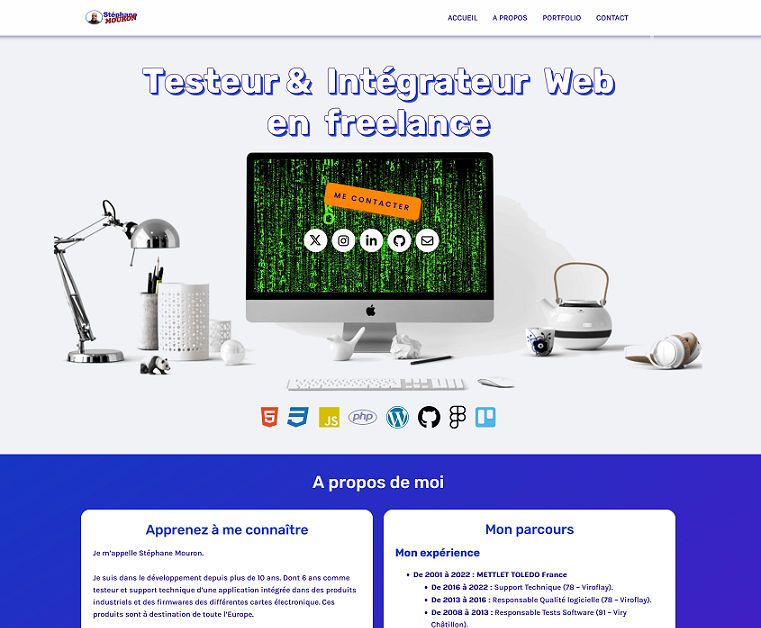 Stéphane
MOURON
ACCUEIL A PROPOS PORTFOLIO CONTACT
Testeur & Intégrateur Web
en freelance
ME CONTACTER
JS
php
A propos de moi
Apprenez à me connaître
Je m'appelle Stéphane Mouron.
Je suis dans le développement depuis plus de 10 ans. Dont 6 ans comme
testeur et support technique d'une application intégrée dans des produits
industriels et des firmwares des différentes cartes électronique. Ces
produits sont à destination de toute l'Europe.
Mon parcours
Mon expérience
De 2001 à 2022 : METTLET TOLEDO France
De 2016 à 2022 : Support Technique (78 – Viroflay).
De 2013 à 2016 : Responsable Qualité logicielle (78 – Viroflay).
De 2008 à 2013 : Responsable Tests Software (91 – Viry
Châtillon).